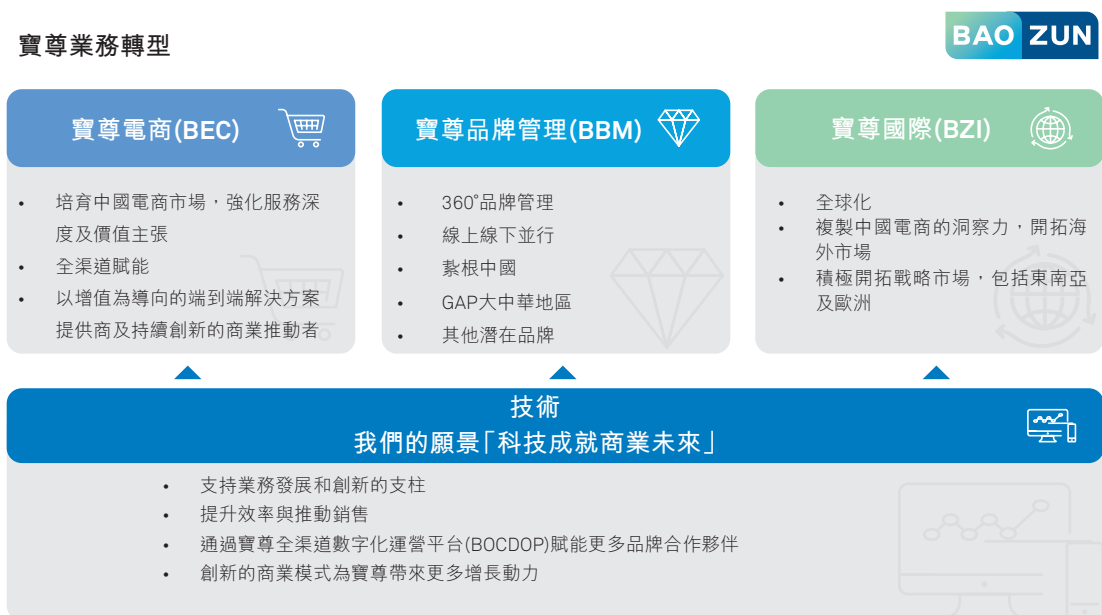 寶尊業務轉型
BAO ZUN
寶尊電商(BEC)
• 培育中國電商市場，強化服務深
度及價值主張
• 全渠道賦能
• 以增值為導向的端到端解決方案
提供商及持續創新的商業推動者
寶尊品牌管理(BBM)
• 360°品牌管理
• 線上線下並行
• 紮根中國
• GAP大中華地區
• 其他潛在品牌
寶尊國際(BZI)
• 全球化
• 複製中國電商的洞察力，開拓海
外市場
• 積極開拓戰略市場，包括東南亞
及歐洲
技術
我們的願景「科技成就商業未來」
• 支持業務發展和創新的支柱
• 提升效率與推動銷售
• 通過寶尊全渠道數字化運營平台(BOCDOP)賦能更多品牌合作夥伴
• 創新的商業模式為寶尊帶來更多增長動力